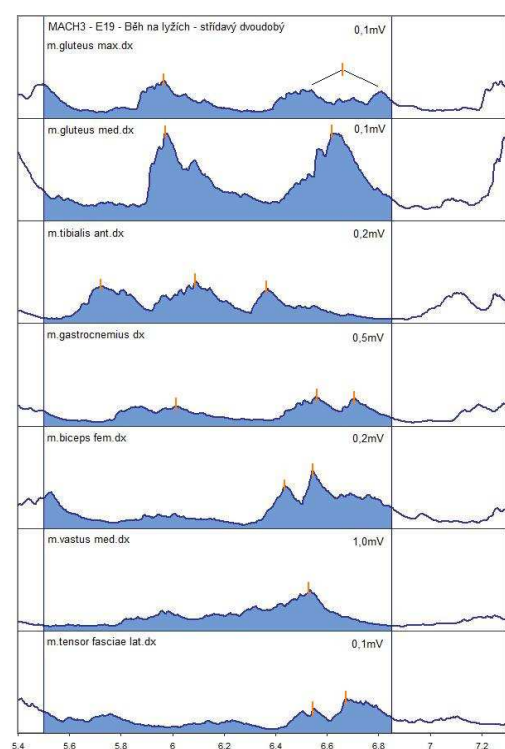 MACH3 - E19 - Běh na lyžích - střídavý dvoudobý
0,1mV
m.gluteus max.dx
m.gluteus med.dx
0,1mV
m.tibialis ant.dx
0,2mV
m.gastrocnemius dx
0,5mV
m.biceps fem.dx
0,2mV
m.vastus med.dx
1,0mV
m.tensor fasciae lat.dx
0,1mV
5.4 5.6 5.8 6 6.2 6.4 6.6 6.8 7 7.2